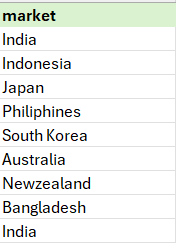 market
India
Indonesia
Japan
Philiphines
South Korea
Australia
Newzealand
Bangladesh
India